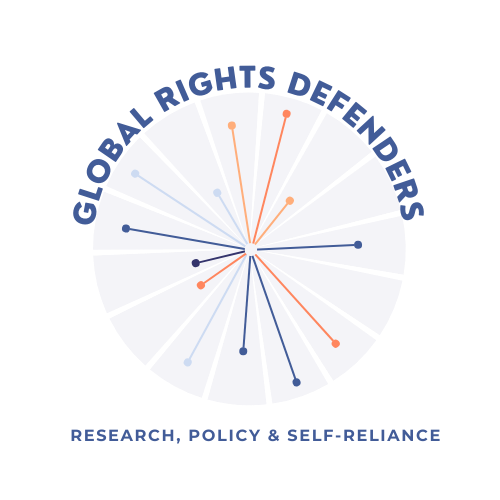 GLOBAL RIGHTS DEFENDERS
RESEARCH, POLICY & SELF-RELIANCE